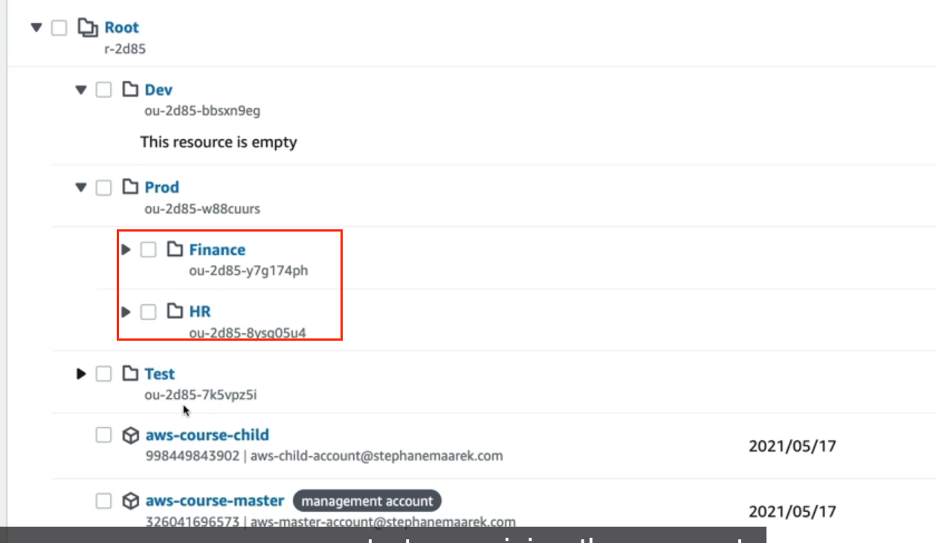 Root
r-2d85
Dev
ou-2d85-bbsxn9eg
This resource is empty
Prod
ou-2d85-w88cuurs
Finance
ou-2d85-y7g174ph
HR
ou-2d85-8ysg05u4
Test
ou-2d85-7k5vpz5i
aws-course-child
998449843902 | aws-child-account@stephanemaarek.com
2021/05/17
aws-course-master management account
326041696573 | aws-master-account@stephanemaarek.com
2021/05/17